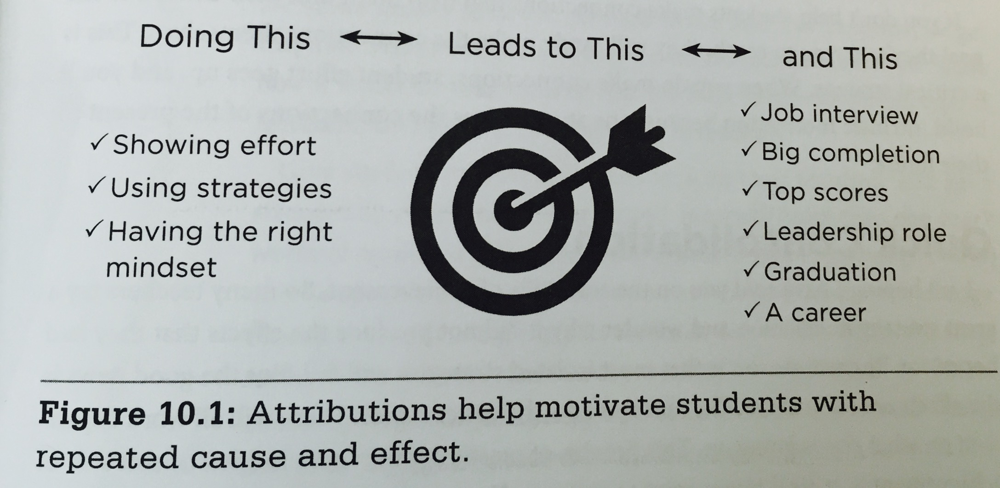 Doing This ↔ Leads to This ↔ and This
✓ Showing effort
✓ Using strategies
✓ Having the right
mindset
✓ Job interview
✓ Big completion
✓ Top scores
✓ Leadership role
✓ Graduation
✓ A career
Figure 10.1: Attributions help motivate students with
repeated cause and effect.